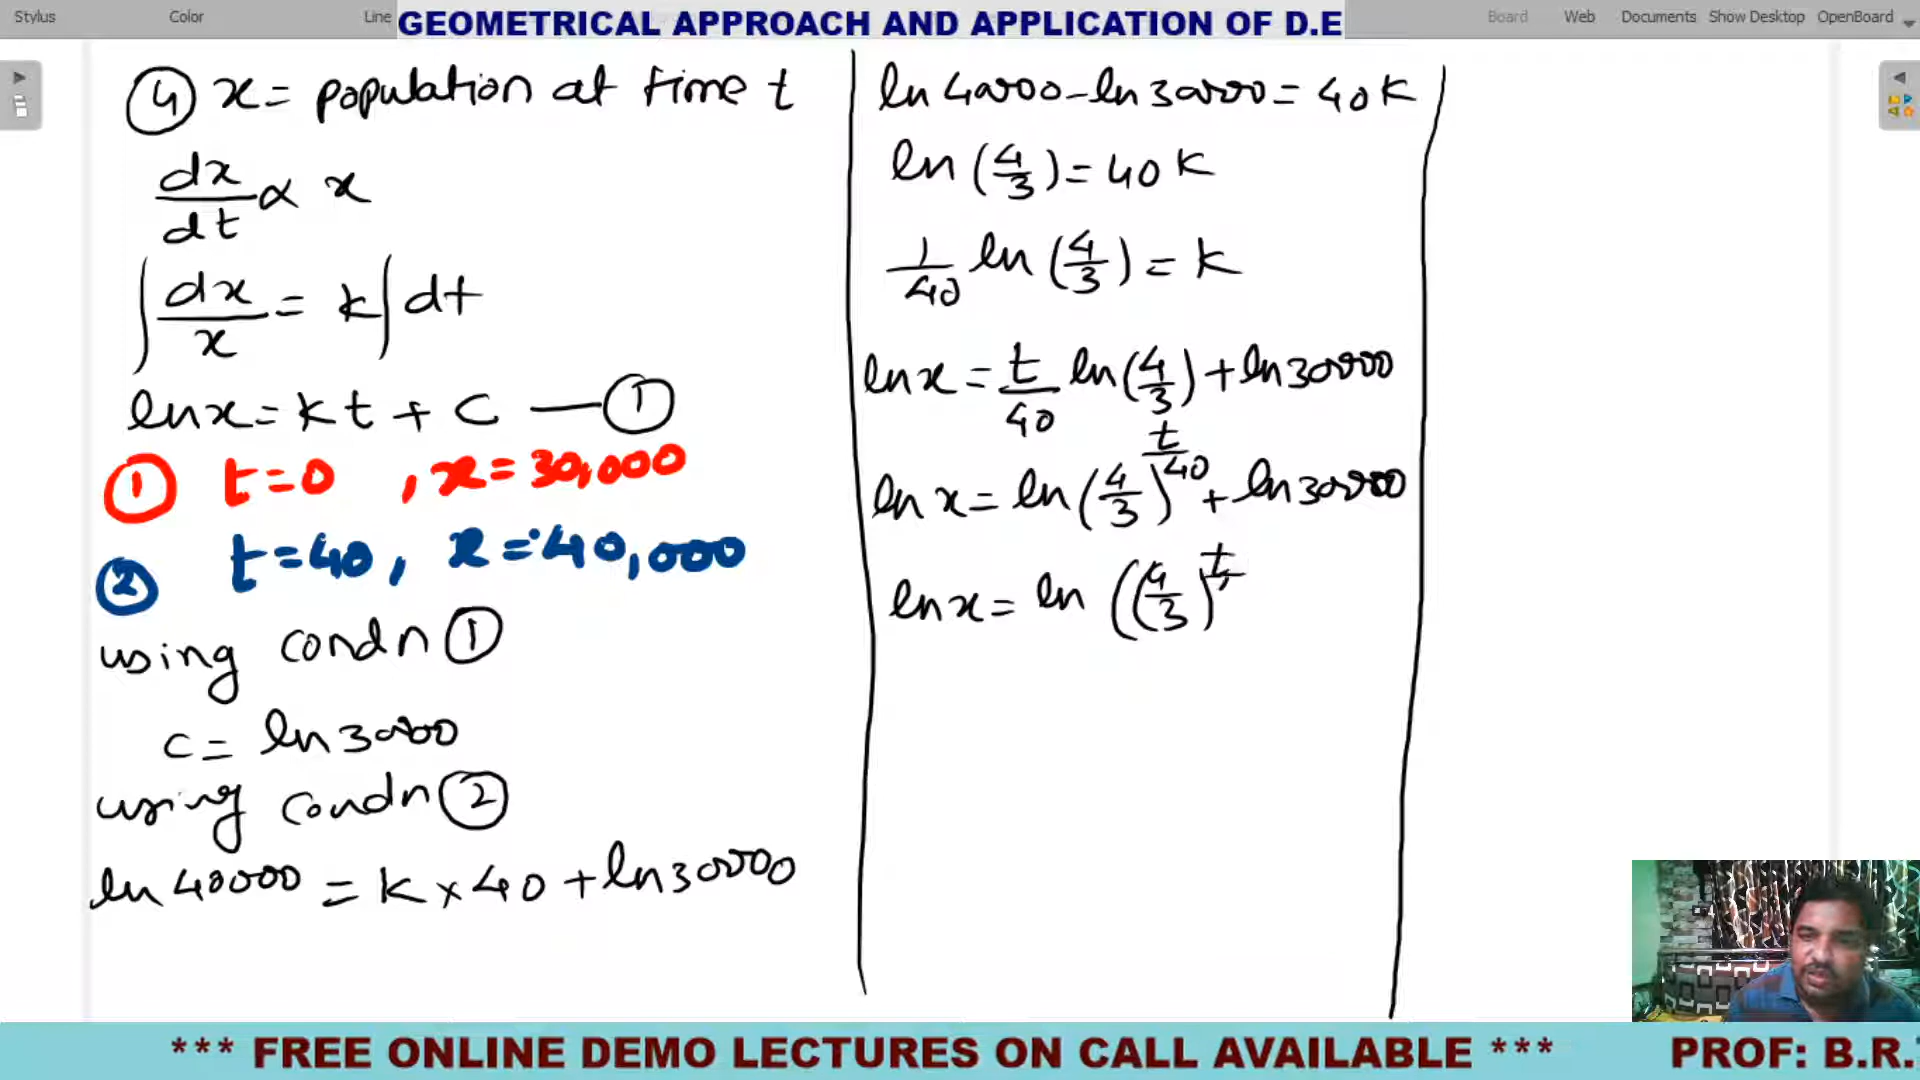 Stylus Color Line Board Web Documents Show Desktop OpenBoard
GEOMETRICAL APPROACH AND APPLICATION OF D.E
④ x = population at time t
dx/dt ∝ x
∫ dx/x = k ∫ dt
ln x = kt + c — ①
① t=0 , x=30,000
② t=40 , x=40,000
using condn ①
c = ln 30000
using condn ②
ln 40000 = k × 40 + ln 30000
ln 40000 - ln 30000 = 40 k
ln (4/3) = 40 k
1/40 ln (4/3) = k
ln x = t/40 ln (4/3) + ln 30000
ln x = ln (4/3)^(t/40) + ln 30000
ln x = ln ((4/3)^t/
*** FREE ONLINE DEMO LECTURES ON CALL AVAILABLE *** PROF: B.R.